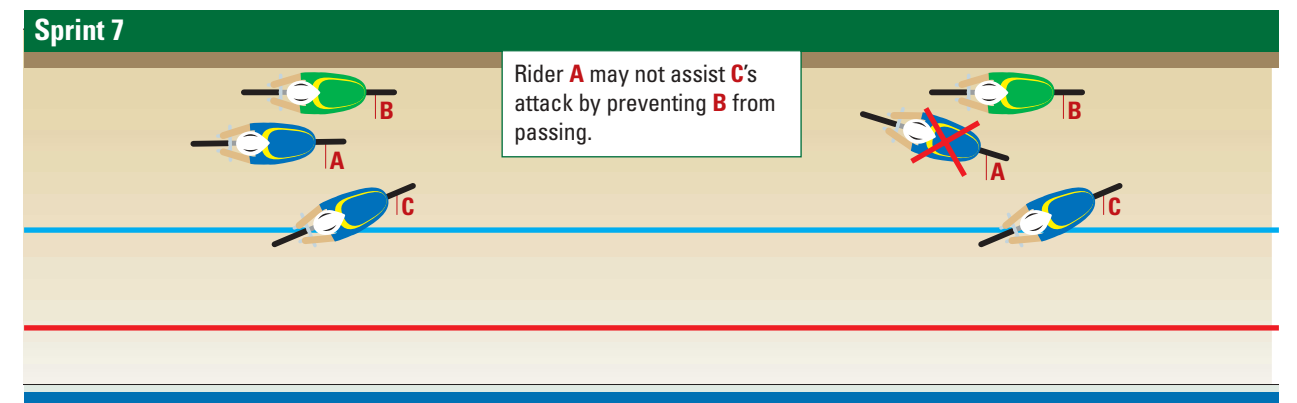 Sprint 7
Rider A may not assist C's
attack by preventing B from
passing.
B
A
C
B
A
C